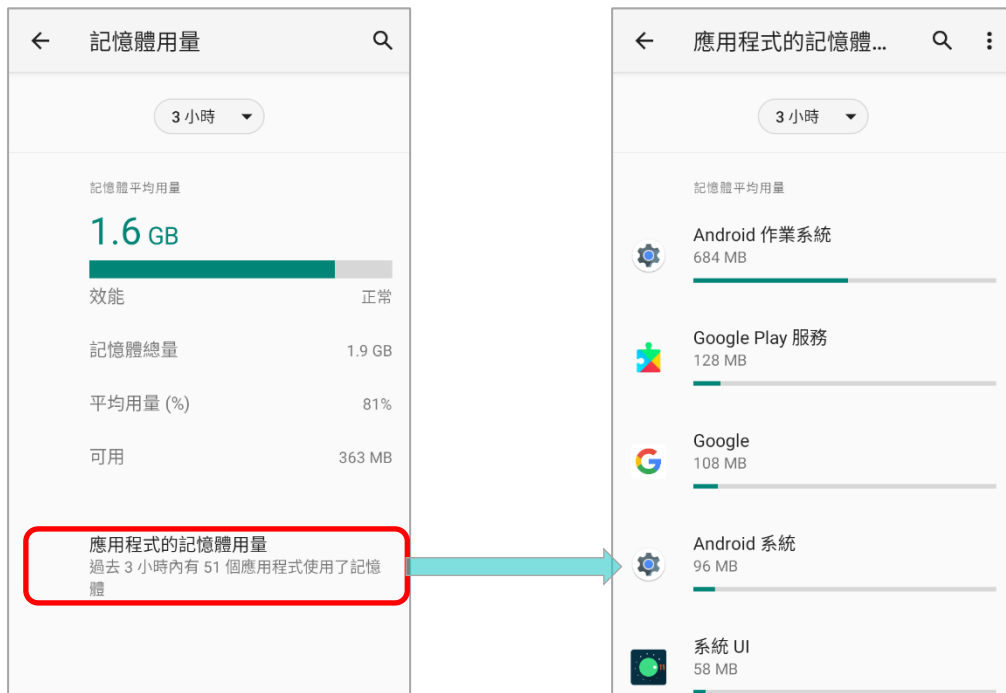 記憶體用量
3 小時
記憶體平均用量
1.6 GB
效能 正常
記憶體總量 1.9 GB
平均用量 (%) 81%
可用 363 MB
應用程式的記憶體用量
過去 3 小時內有 51 個應用程式使用了記憶
體
應用程式的記憶體...
3 小時
記憶體平均用量
Android 作業系統
684 MB
Google Play 服務
128 MB
Google
108 MB
Android 系統
96 MB
系統 UI
58 MB